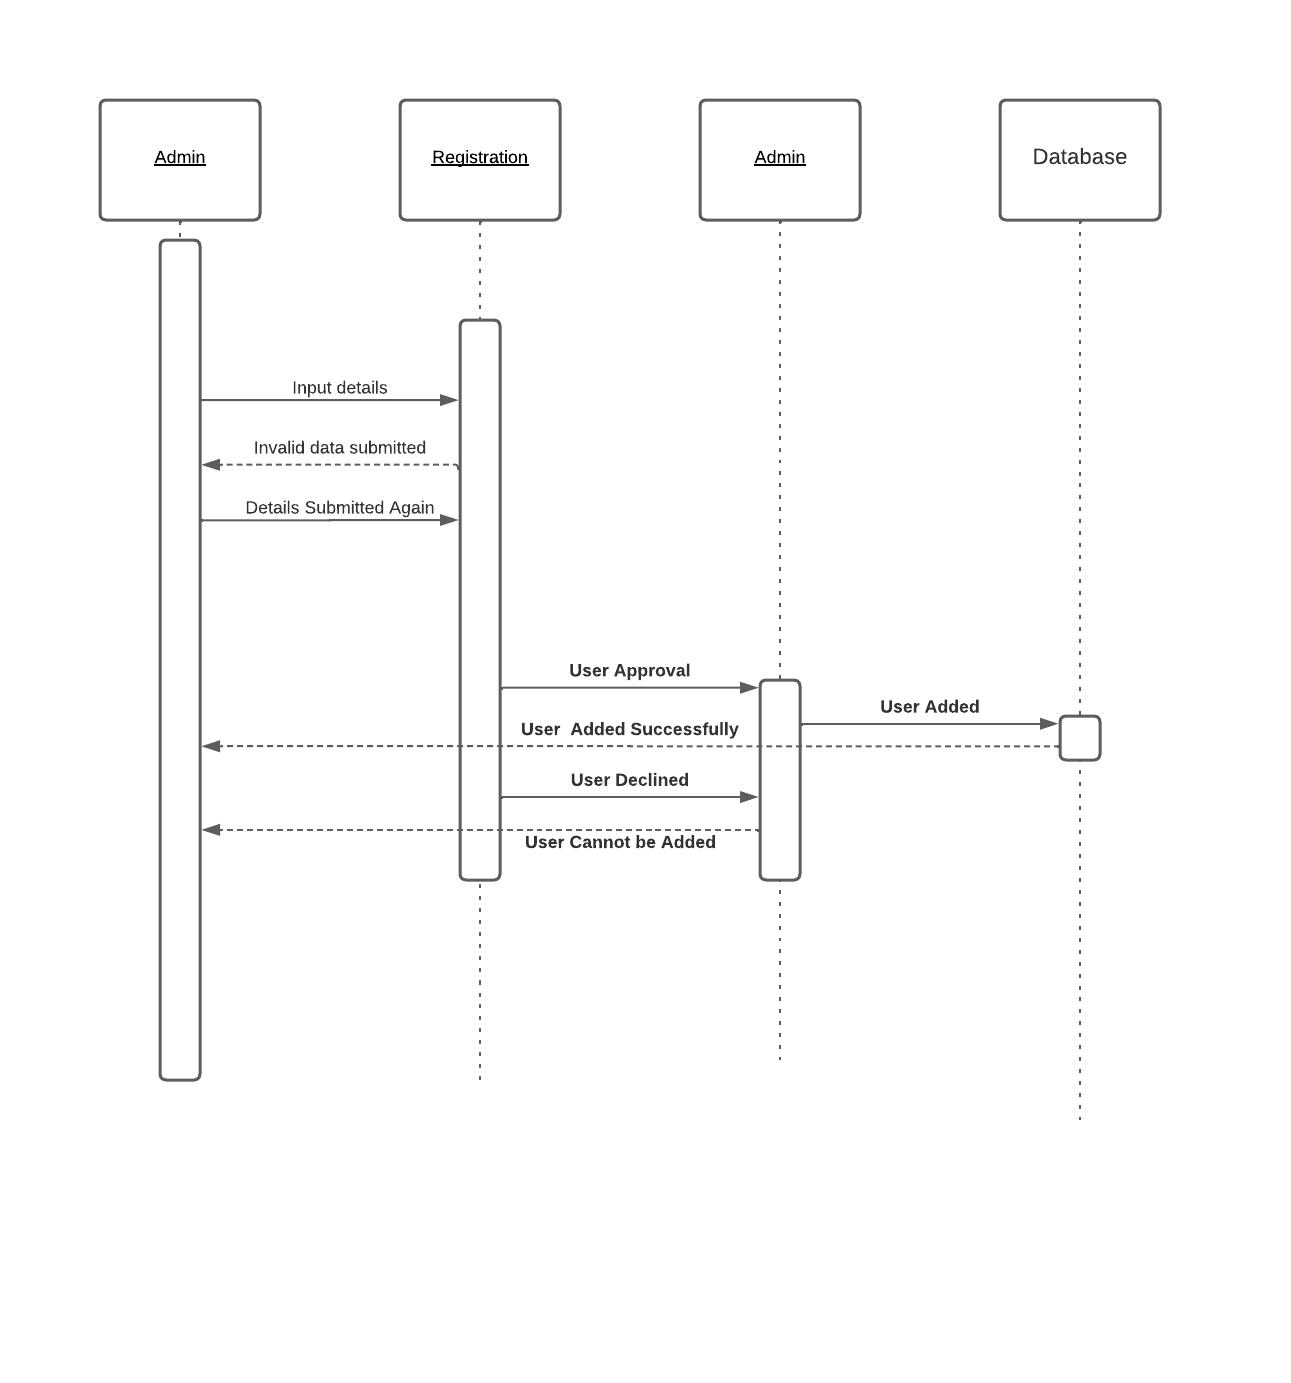 Admin
Registration
Admin
Database
Input details
Invalid data submitted
Details Submitted Again
User Approval
User Added
User  Added Successfully
User Declined
User Cannot be Added